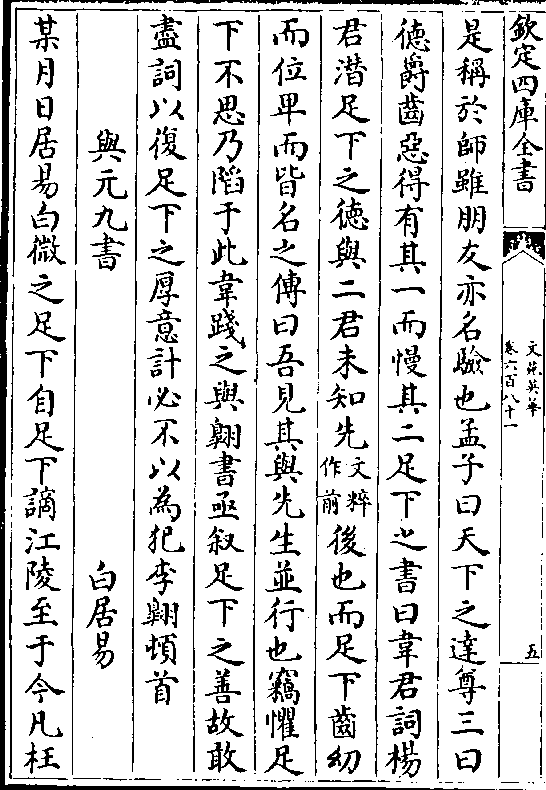 欽定四庫全書
文苑英華
卷六百八十一
五
是稱於師雖朋友亦名驗也孟子曰天下之達尊三曰
德爵齒惡得有其一而慢其二足下之書曰韋君詞楊
君潛足下之德與二君未知先文粹作前後也而足下齒幼
而位卑而皆名之傳曰吾見其與先生並行也竊懼足
下不思乃䧟于此韋踐之與翺書亟叙足下之善故敢
盡詞以復足下之厚意計必不以為犯李翺頓首
與元九書 白居易
某月日居易白微之足下自足下謫江陵至于今凡枉